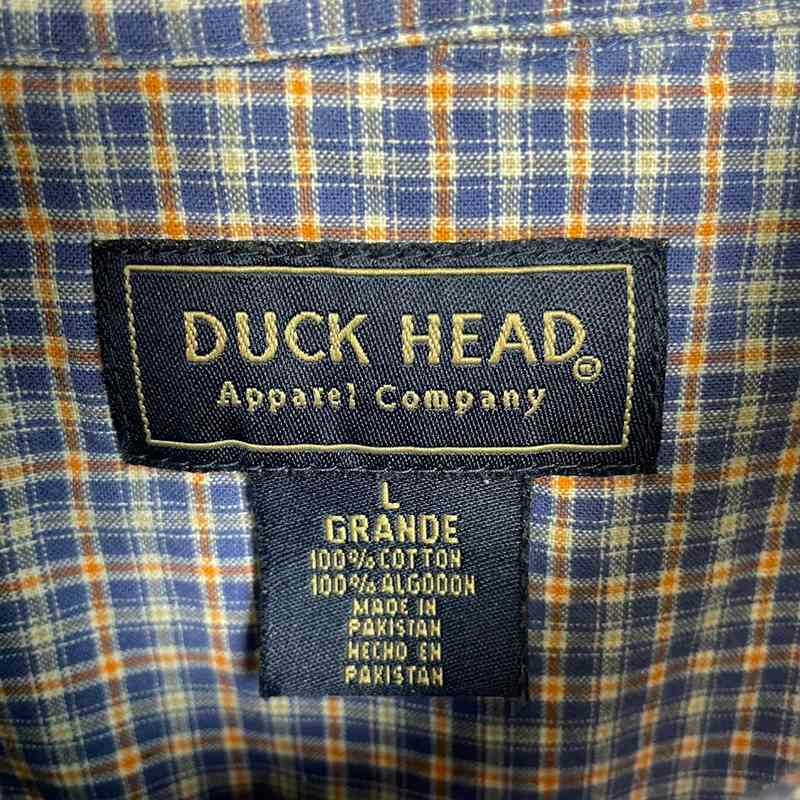 DUCK HEAD®
Apparel Company
L
GRANDE
100% COTTON
100% ALGODON
MADE IN
PAKISTAN
HECHO EN
PAKISTAN